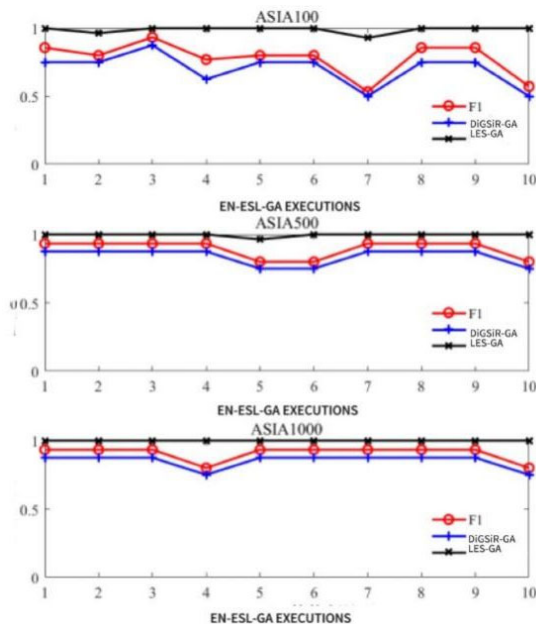 ASIA100
1
0.5
0
F1
DiGSiR-GA
LES-GA
1 2 3 4 5 6 7 8 9 10
EN-ESL-GA EXECUTIONS
ASIA500
1
0.5
0
F1
DiGSiR-GA
LES-GA
1 2 3 4 5 6 7 8 9 10
EN-ESL-GA EXECUTIONS
ASIA1000
1
0.5
0
F1
DiGSiR-GA
LES-GA
1 2 3 4 5 6 7 8 9 10
EN-ESL-GA EXECUTIONS